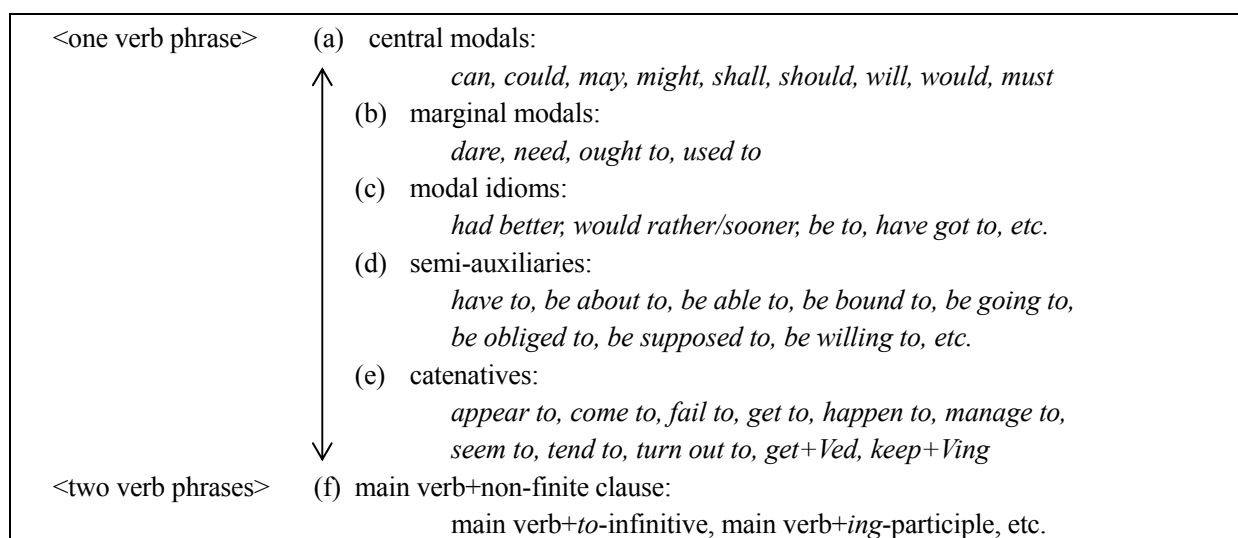 <one verb phrase> (a) central modals:
can, could, may, might, shall, should, will, would, must
(b) marginal modals:
dare, need, ought to, used to
(c) modal idioms:
had better, would rather/sooner, be to, have got to, etc.
(d) semi-auxiliaries:
have to, be about to, be able to, be bound to, be going to,
be obliged to, be supposed to, be willing to, etc.
(e) catenatives:
appear to, come to, fail to, get to, happen to, manage to,
seem to, tend to, turn out to, get+Ved, keep+Ving
<two verb phrases> (f) main verb+non-finite clause:
main verb+to-infinitive, main verb+ing-participle, etc.